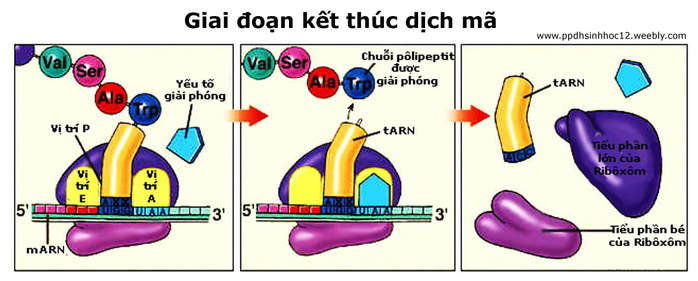 Giai đoạn kết thúc dịch mã
www.ppdhsinhhoc12.weebly.com
Val
Ser
Ala
Trp
Yếu tố
giải phóng
Vị trí P
Vị
trí
E
Vị
trí
A
UAA
5'
3'
mARN
Val
Ser
Ala
Trp
Chuỗi pôlipeptit
được
giải phóng
tARN
UAA
5'
3'
tARN
Tiểu phần
lớn của
Ribôxôm
Tiểu phần bé
của Ribôxôm